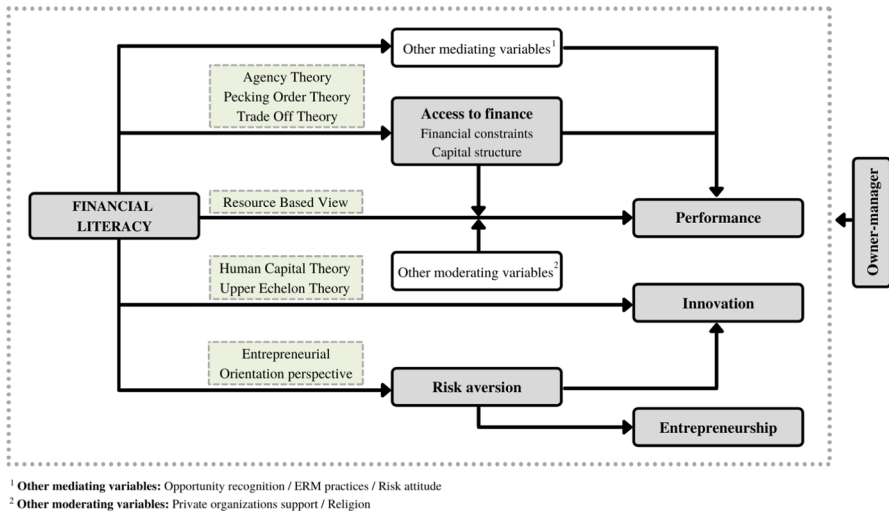 Other mediating variables1
Agency Theory
Pecking Order Theory
Trade Off Theory
Access to finance
Financial constraints
Capital structure
FINANCIAL
LITERACY
Resource Based View
Performance
Owner-manager
Other moderating variables2
Human Capital Theory
Upper Echelon Theory
Innovation
Entrepreneurial
Orientation perspective
Risk aversion
Entrepreneurship
1 Other mediating variables: Opportunity recognition / ERM practices / Risk attitude
2 Other moderating variables: Private organizations support / Religion